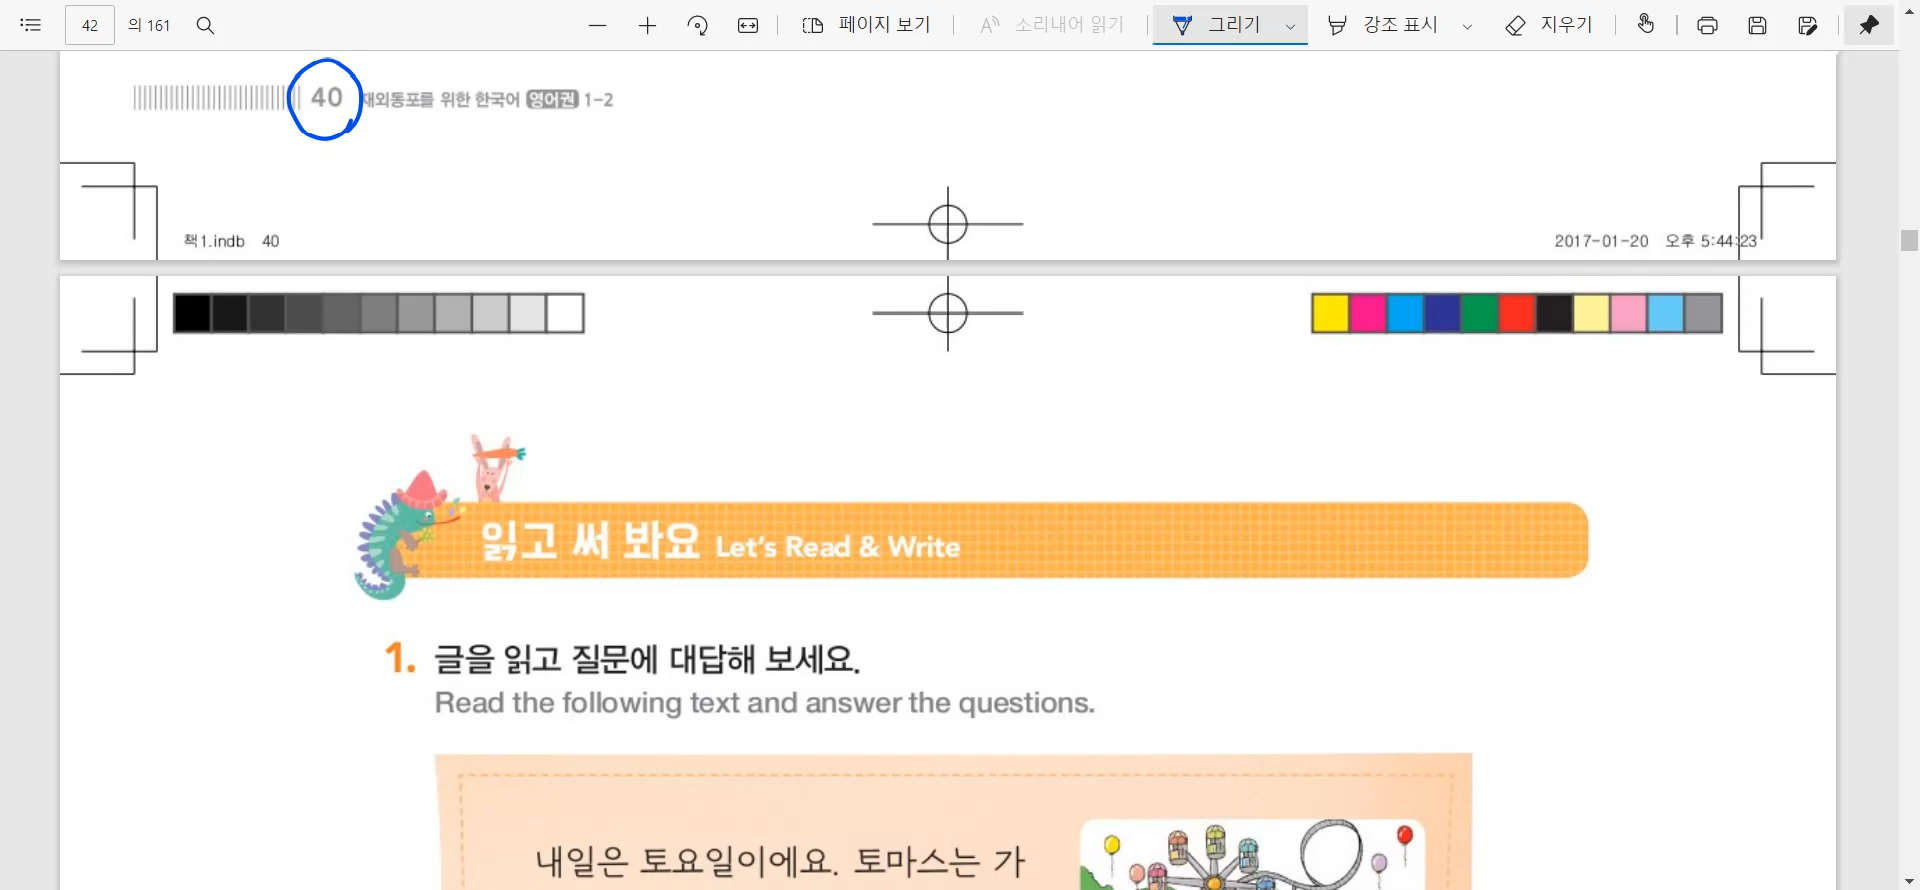 42 의 161 페이지 보기 소리내어 읽기 그리기 강조 표시 지우기
40 재외동포를 위한 한국어 영어권 1-2
책1.indb 40 2017-01-20 오후 5:44:23
읽고 써 봐요 Let's Read & Write
1. 글을 읽고 질문에 대답해 보세요.
Read the following text and answer the questions.
내일은 토요일이에요. 토마스는 가